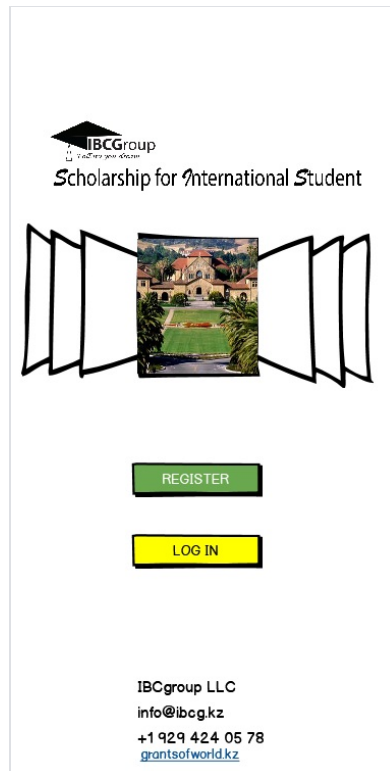 IBCGroup
Scholarship for International Student
REGISTER
LOG IN
IBCgroup LLC
info@ibcg.kz
+1 929 424 05 78
grantsofworld.kz